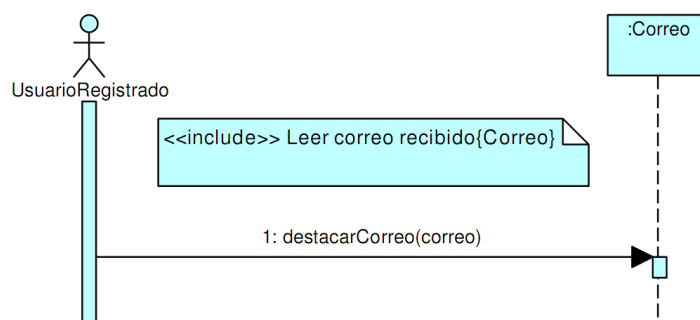 :Correo
UsuarioRegistrado
<<include>> Leer correo recibido{Correo}
1: destacarCorreo(correo)